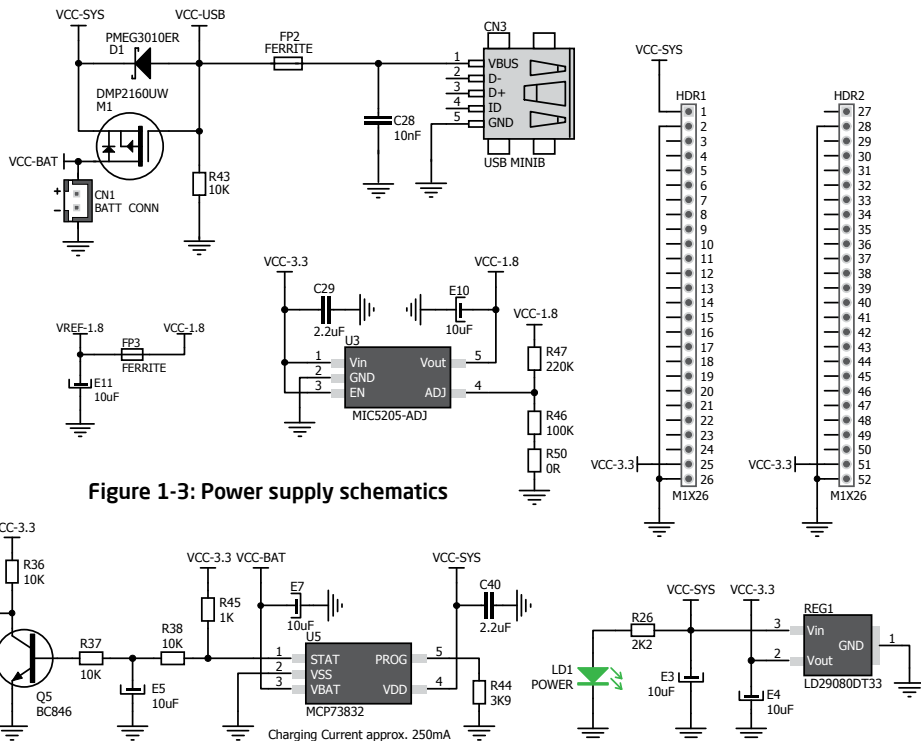 VCC-SYS VCC-USB
PMEG3010ER
D1
DMP2160UW
M1
VCC-BAT
+
-
CN1
BATT CONN
R43
10K
FP2
FERRITE
C28
10nF
CN3
1 VBUS
2 D-
3 D+
4 ID
5 GND
USB MINIB
VCC-SYS
HDR1
1
2
3
4
5
6
7
8
9
10
11
12
13
14
15
16
17
18
19
20
21
22
23
24
VCC-3.3 25
26
M1X26
HDR2
27
28
29
30
31
32
33
34
35
36
37
38
39
40
41
42
43
44
45
46
47
48
49
50
VCC-3.3 51
52
M1X26
VREF-1.8 VCC-1.8
FP3
FERRITE
E11
10uF
VCC-3.3 VCC-1.8
C29
2.2uF
E10
10uF
U3
1 Vin Vout 5
2 GND
3 EN ADJ 4
MIC5205-ADJ
VCC-1.8
R47
220K
R46
100K
R50
0R
Figure 1-3: Power supply schematics
CC-3.3
R36
10K
Q5
BC846
R37
10K
R38
10K
E5
10uF
VCC-3.3 VCC-BAT
R45
1K
E7
10uF
U5
1 STAT PROG 5
2 VSS
3 VBAT VDD 4
MCP73832
Charging Current approx. 250mA
VCC-SYS
C40
2.2uF
R44
3K9
LD1
POWER
R26
2K2
VCC-SYS VCC-3.3
E3
10uF
E4
10uF
REG1
3 Vin
GND 1
2 Vout
LD29080DT33